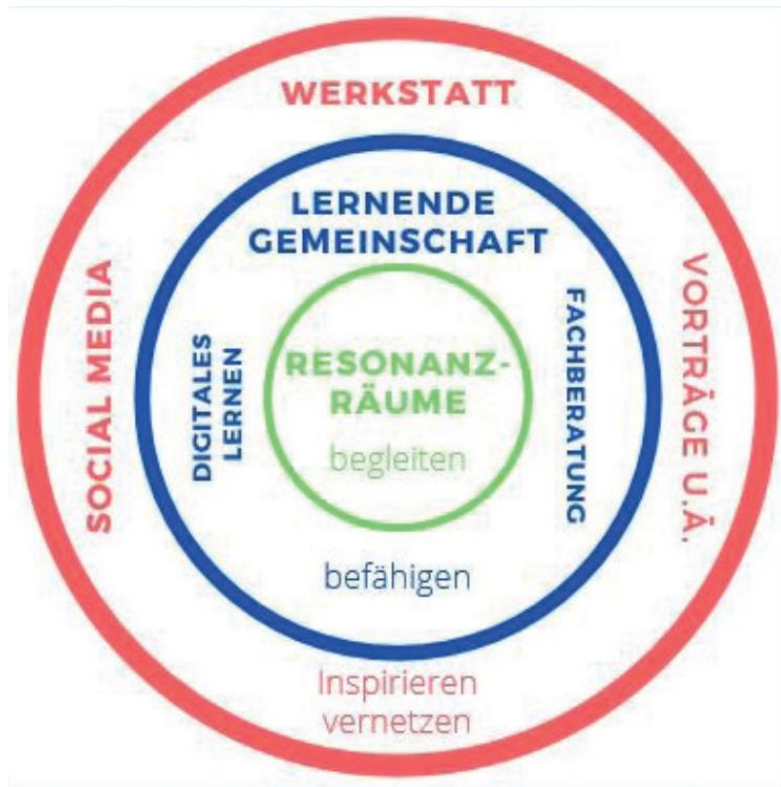 WERKSTATT
LERNENDE
GEMEINSCHAFT
SOCIAL MEDIA
VORTRÄGE U.Ä.
DIGITALES
LERNEN
FACHBERATUNG
RESONANZ-
RÄUME
begleiten
befähigen
Inspirieren
vernetzen